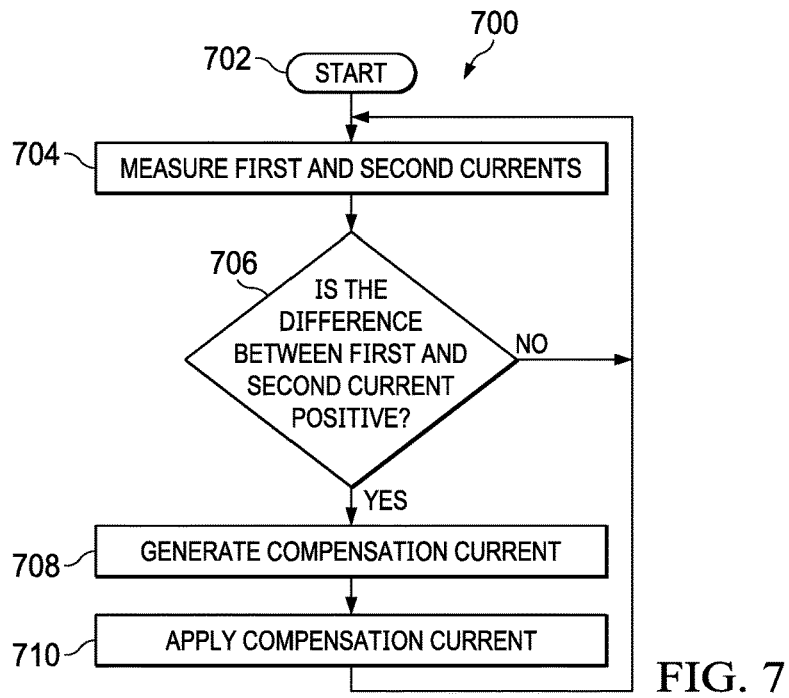 700
702
START
704
MEASURE FIRST AND SECOND CURRENTS
706
IS THE
DIFFERENCE
BETWEEN FIRST AND
SECOND CURRENT
POSITIVE?
NO
YES
708
GENERATE COMPENSATION CURRENT
710
APPLY COMPENSATION CURRENT
FIG. 7